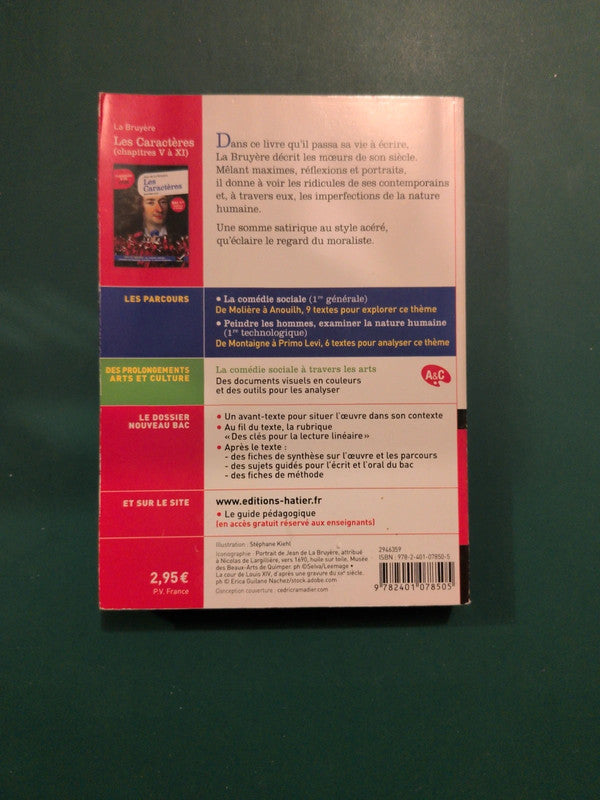 La Bruyère
Les Caractères
(chapitres V à XI)
Les Caractères
Dans ce livre qu'il passa sa vie à écrire,
La Bruyère décrit les mœurs de son siècle.
Mêlant maximes, réflexions et portraits,
il donne à voir les ridicules de ses contemporains
et, à travers eux, les imperfections de la nature
humaine.
Une somme satirique au style acéré,
qu'éclaire le regard du moraliste.
LES PARCOURS
• La comédie sociale (1re générale)
De Molière à Anouilh, 9 textes pour explorer ce thème
• Peindre les hommes, examiner la nature humaine
(1re technologique)
De Montaigne à Primo Levi, 6 textes pour analyser ce thème
DES PROLONGEMENTS
ARTS ET CULTURE
La comédie sociale à travers les arts
Des documents visuels en couleurs
et des outils pour les analyser
A&C
LE DOSSIER
NOUVEAU BAC
• Un avant-texte pour situer l'œuvre dans son contexte
• Au fil du texte, la rubrique
«Des clés pour la lecture linéaire»
• Après le texte :
- des fiches de synthèse sur l'œuvre et les parcours
- des sujets guidés pour l'écrit et l'oral du bac
- des fiches de méthode
ET SUR LE SITE
www.editions-hatier.fr
• Le guide pédagogique
(en accès gratuit réservé aux enseignants)
2,95 €
P.V. France
Illustration : Stéphane Kiehl
Iconographie : Portrait de Jean de La Bruyère, attribué
à Nicolas de Largillière, vers 1690, huile sur toile, Musée
des Beaux-Arts de Quimper. ph ©Selva/Leemage •
La cour de Louis XIV, d'après une gravure du XIXe siècle.
ph © Erica Guilane Nachez/stock.adobe.com
Conception couverture : cedricramadier.com
2946359
ISBN : 978-2-401-07850-5
9 782401 078505